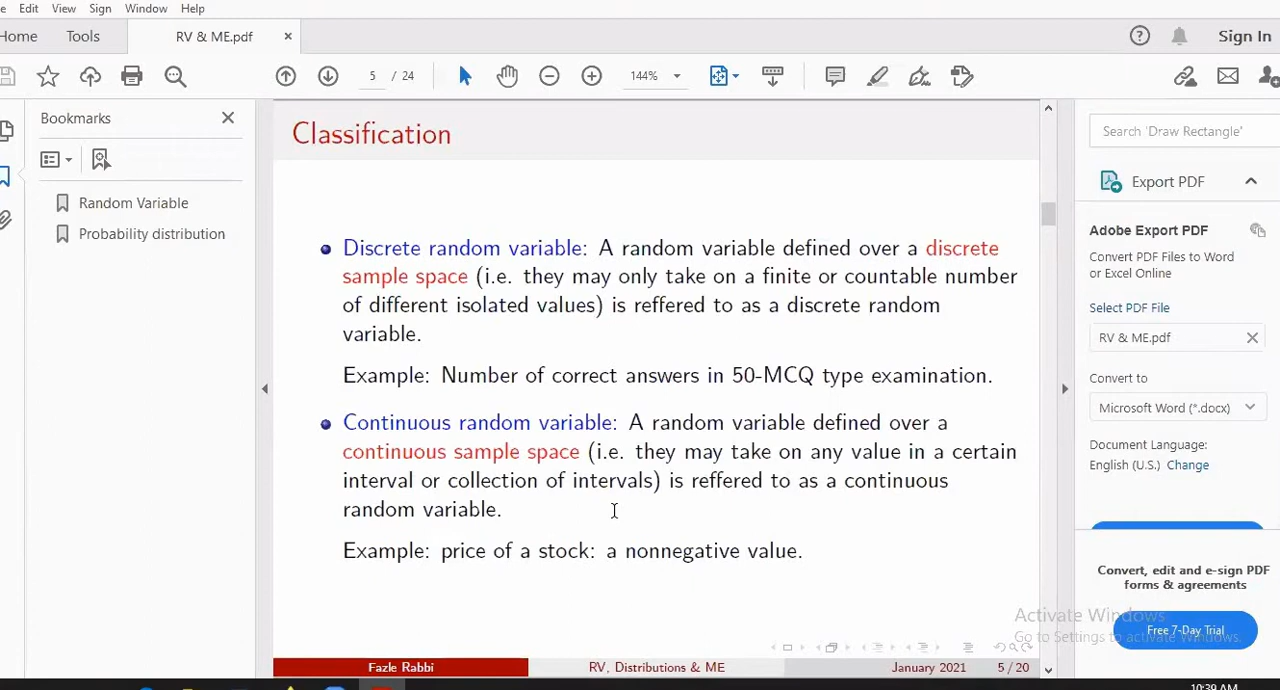 e Edit View Sign Window Help
Home Tools RV & ME.pdf × Sign In
5 / 24 144%
Bookmarks
Random Variable
Probability distribution
Classification
Discrete random variable: A random variable defined over a discrete
sample space (i.e. they may only take on a finite or countable number
of different isolated values) is reffered to as a discrete random
variable.
Example: Number of correct answers in 50-MCQ type examination.
Continuous random variable: A random variable defined over a
continuous sample space (i.e. they may take on any value in a certain
interval or collection of intervals) is reffered to as a continuous
random variable.
Example: price of a stock: a nonnegative value.
Fazle Rabbi RV, Distributions & ME January 2021 5 / 20
Search 'Draw Rectangle'
Export PDF
Adobe Export PDF
Convert PDF Files to Word
or Excel Online
Select PDF File
RV & ME.pdf
Convert to
Microsoft Word (*.docx)
Document Language:
English (U.S.) Change
Convert, edit and e-sign PDF
forms & agreements
Free 7-Day Trial
Activate Windows
Go to Settings to activate Windows.
10:39 AM